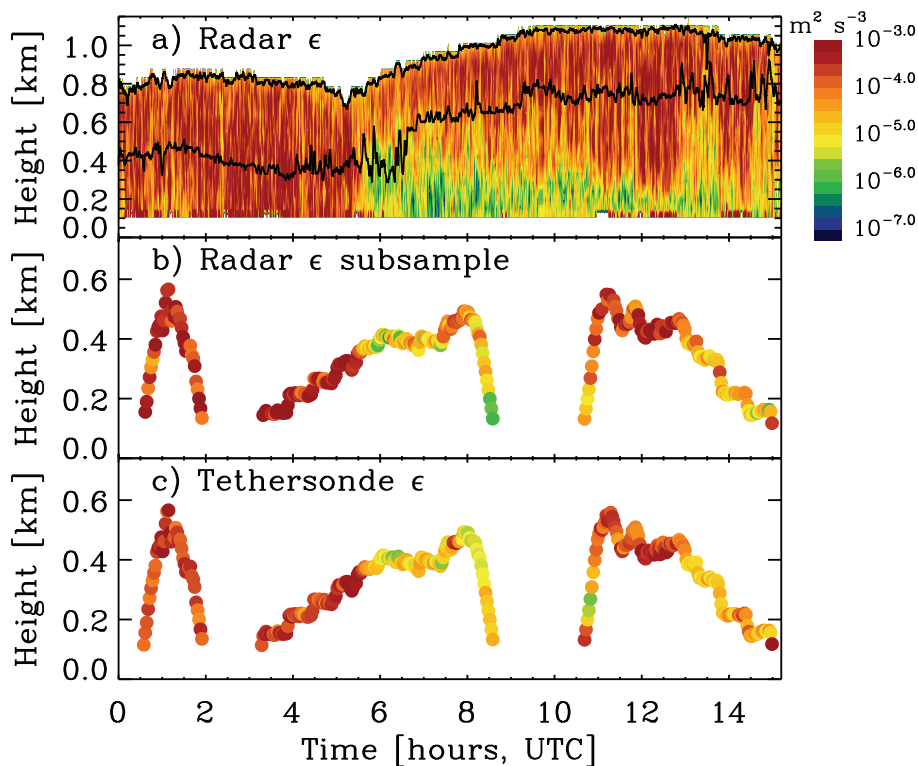 m² s⁻³
a) Radar ϵ
Height [km]
1.0
0.8
0.6
0.4
0.2
0.0
10⁻³·⁰
10⁻⁴·⁰
10⁻⁵·⁰
10⁻⁶·⁰
10⁻⁷·⁰
b) Radar ϵ subsample
Height [km]
0.6
0.4
0.2
0.0
c) Tethersonde ϵ
Height [km]
0.6
0.4
0.2
0.0
0 2 4 6 8 10 12 14
Time [hours, UTC]